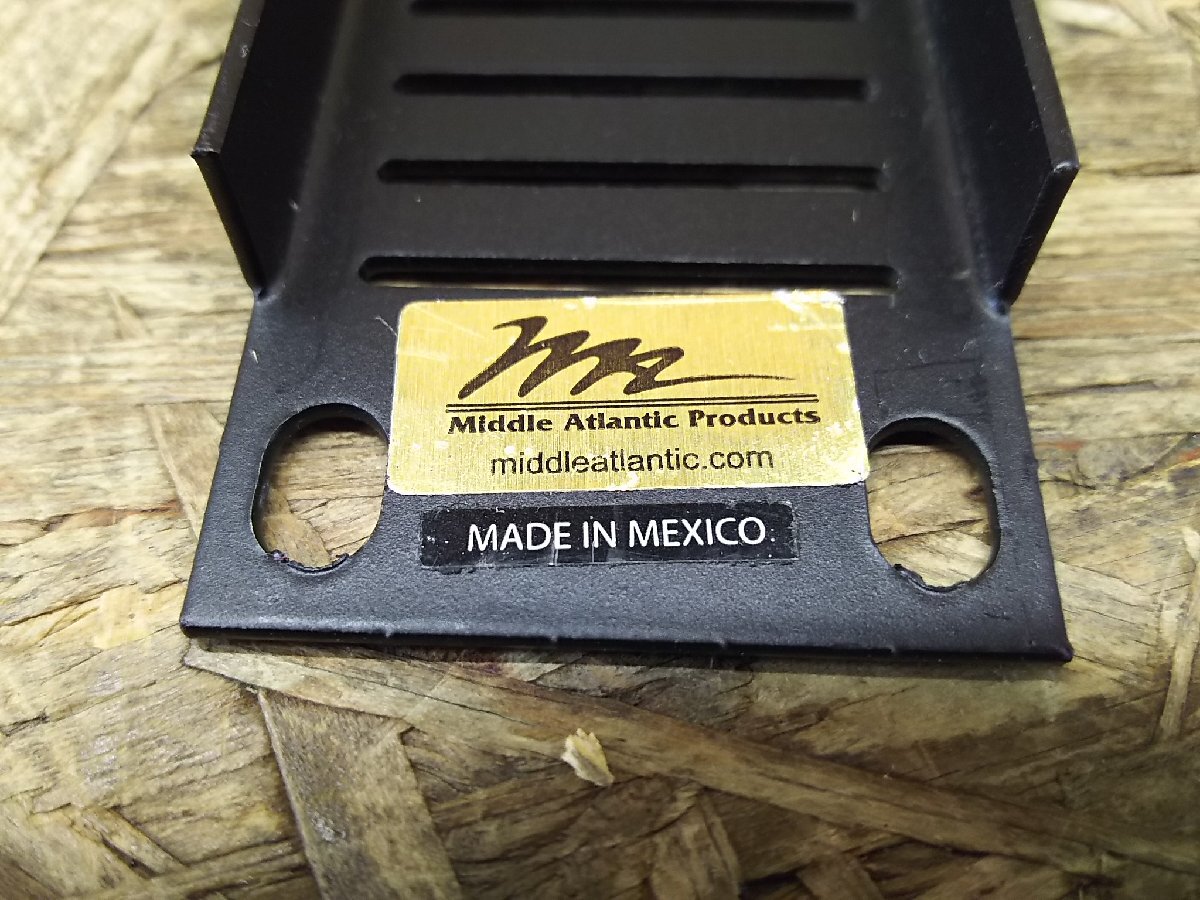 Middle Atlantic Products
middleatlantic.com
MADE IN MEXICO